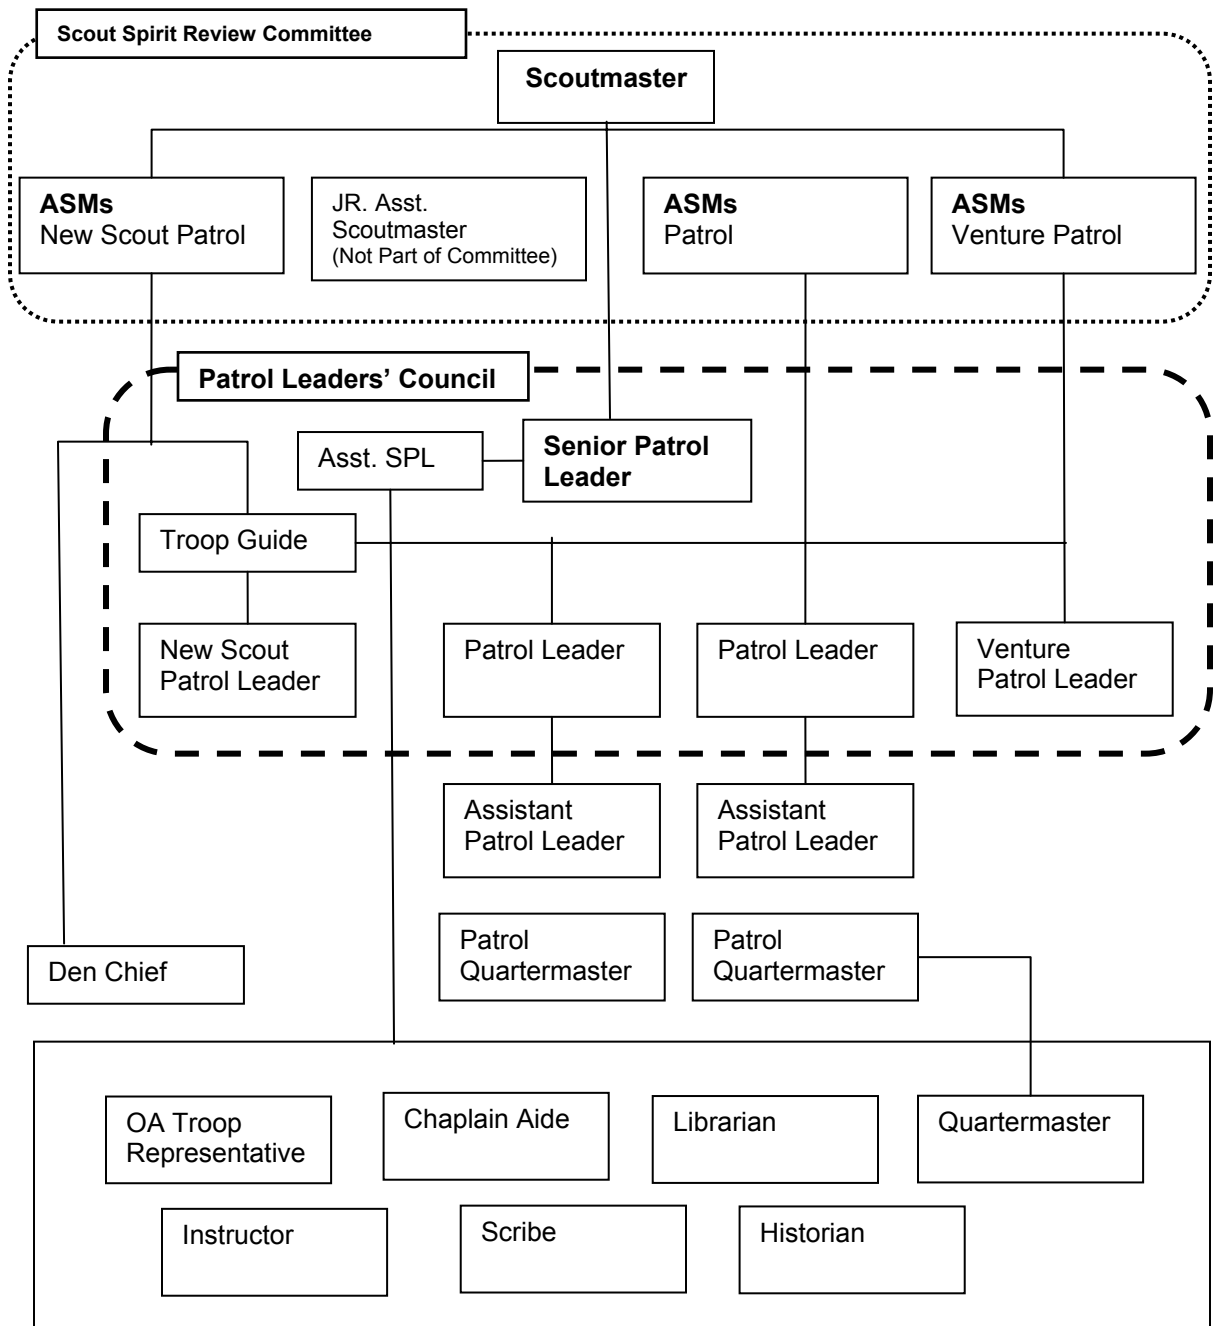 Scout Spirit Review Committee
Scoutmaster
ASMs
New Scout Patrol
JR. Asst.
Scoutmaster
(Not Part of Committee)
ASMs
Patrol
ASMs
Venture Patrol
Patrol Leaders’ Council
Asst. SPL
Senior Patrol
Leader
Troop Guide
New Scout
Patrol Leader
Patrol Leader
Patrol Leader
Venture
Patrol Leader
Assistant
Patrol Leader
Assistant
Patrol Leader
Patrol
Quartermaster
Patrol
Quartermaster
Den Chief
OA Troop
Representative
Chaplain Aide
Librarian
Quartermaster
Instructor
Scribe
Historian